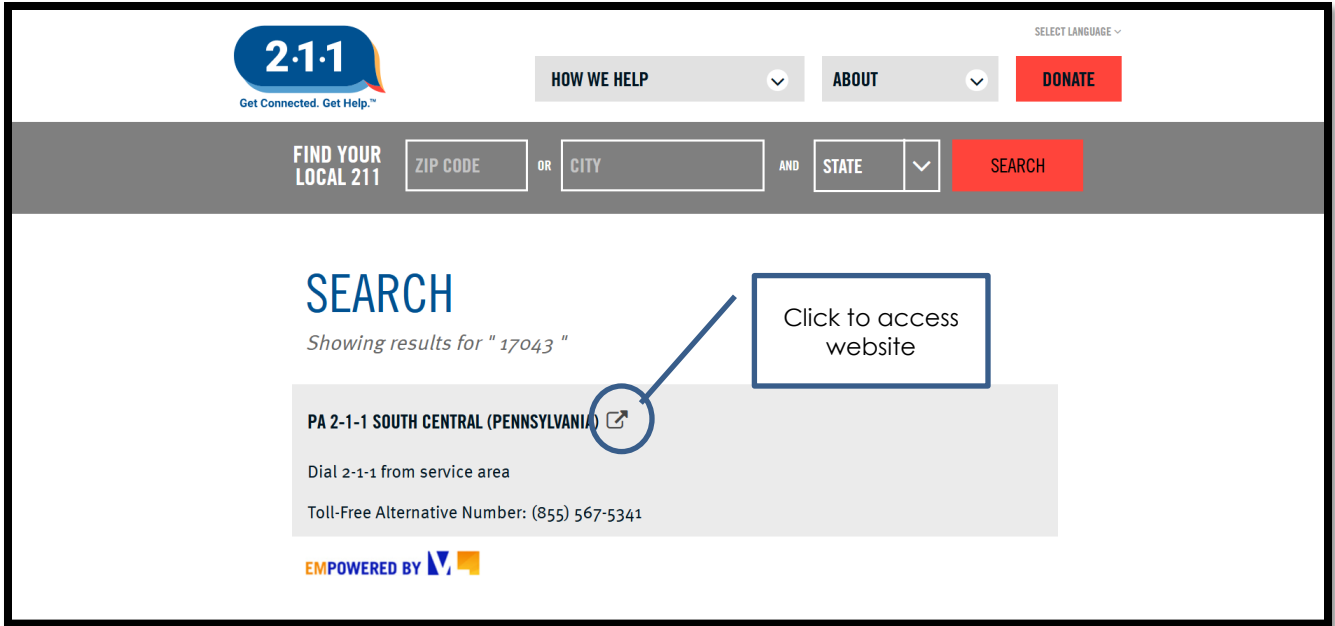 SELECT LANGUAGE
2·1·1
Get Connected. Get Help.™
HOW WE HELP
ABOUT
DONATE
FIND YOUR
LOCAL 211
ZIP CODE
OR
CITY
AND
STATE
SEARCH
SEARCH
Showing results for " 17043 "
Click to access
website
PA 2-1-1 SOUTH CENTRAL (PENNSYLVANIA)
Dial 2-1-1 from service area
Toll-Free Alternative Number: (855) 567-5341
EMPOWERED BY